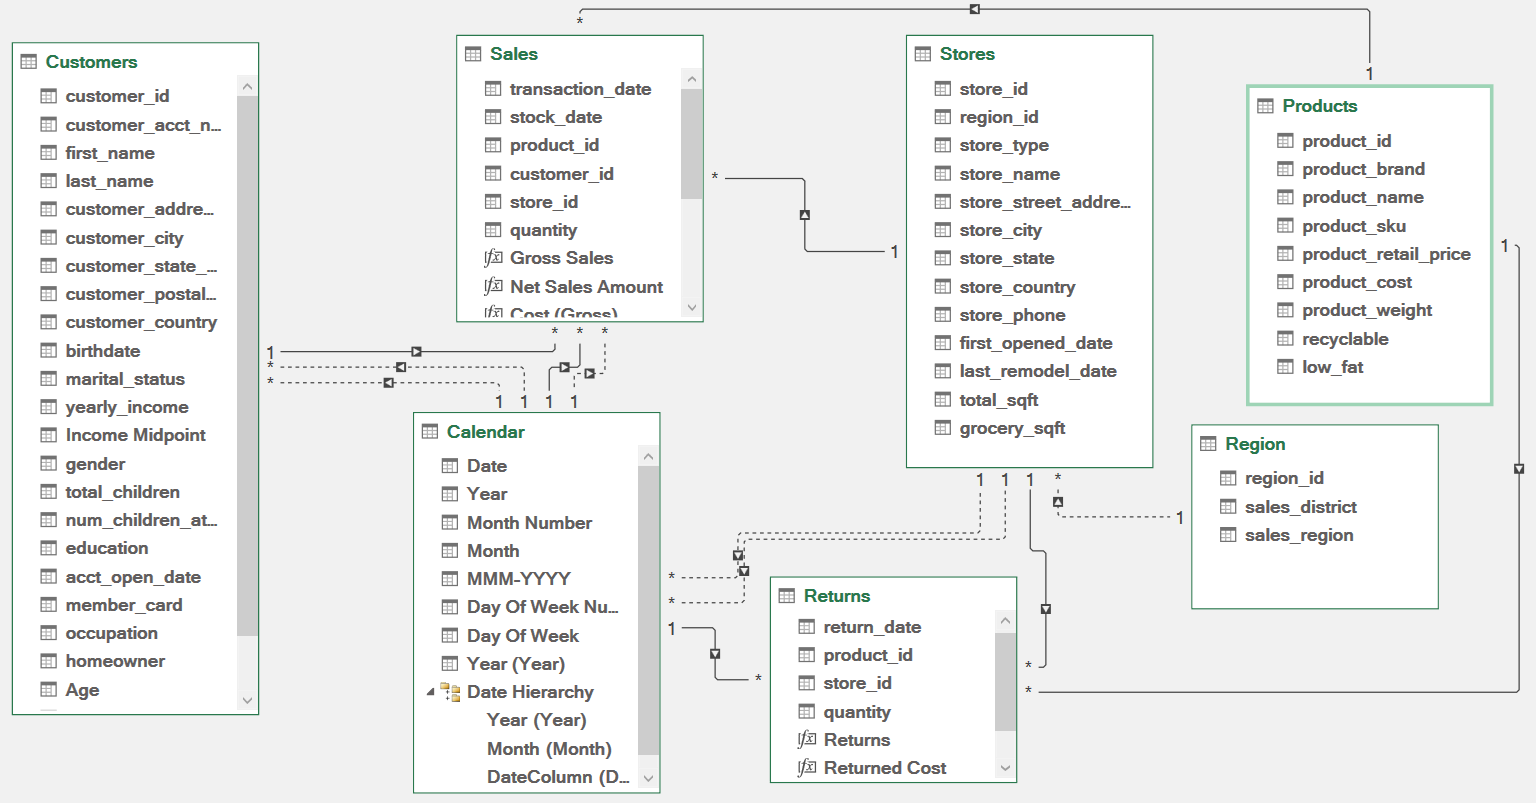 Customers
customer_id
customer_acct_n...
first_name
last_name
customer_addre...
customer_city
customer_state_...
customer_postal...
customer_country
birthdate
marital_status
yearly_income
Income Midpoint
gender
total_children
num_children_at...
education
acct_open_date
member_card
occupation
homeowner
Age
Sales
transaction_date
stock_date
product_id
customer_id
store_id
quantity
Gross Sales
Net Sales Amount
Cost (Gross)
Stores
store_id
region_id
store_type
store_name
store_street_addre...
store_city
store_state
store_country
store_phone
first_opened_date
last_remodel_date
total_sqft
grocery_sqft
Products
product_id
product_brand
product_name
product_sku
product_retail_price
product_cost
product_weight
recyclable
low_fat
Calendar
Date
Year
Month Number
Month
MMM-YYYY
Day Of Week Nu...
Day Of Week
Year (Year)
Date Hierarchy
Year (Year)
Month (Month)
DateColumn (D...
Returns
return_date
product_id
store_id
quantity
Returns
Returned Cost
Region
region_id
sales_district
sales_region
*
1
*
1
1
*
*
* * *
1 1 1 1
1 1 1 *
1
*
*
1
*
*
*
1